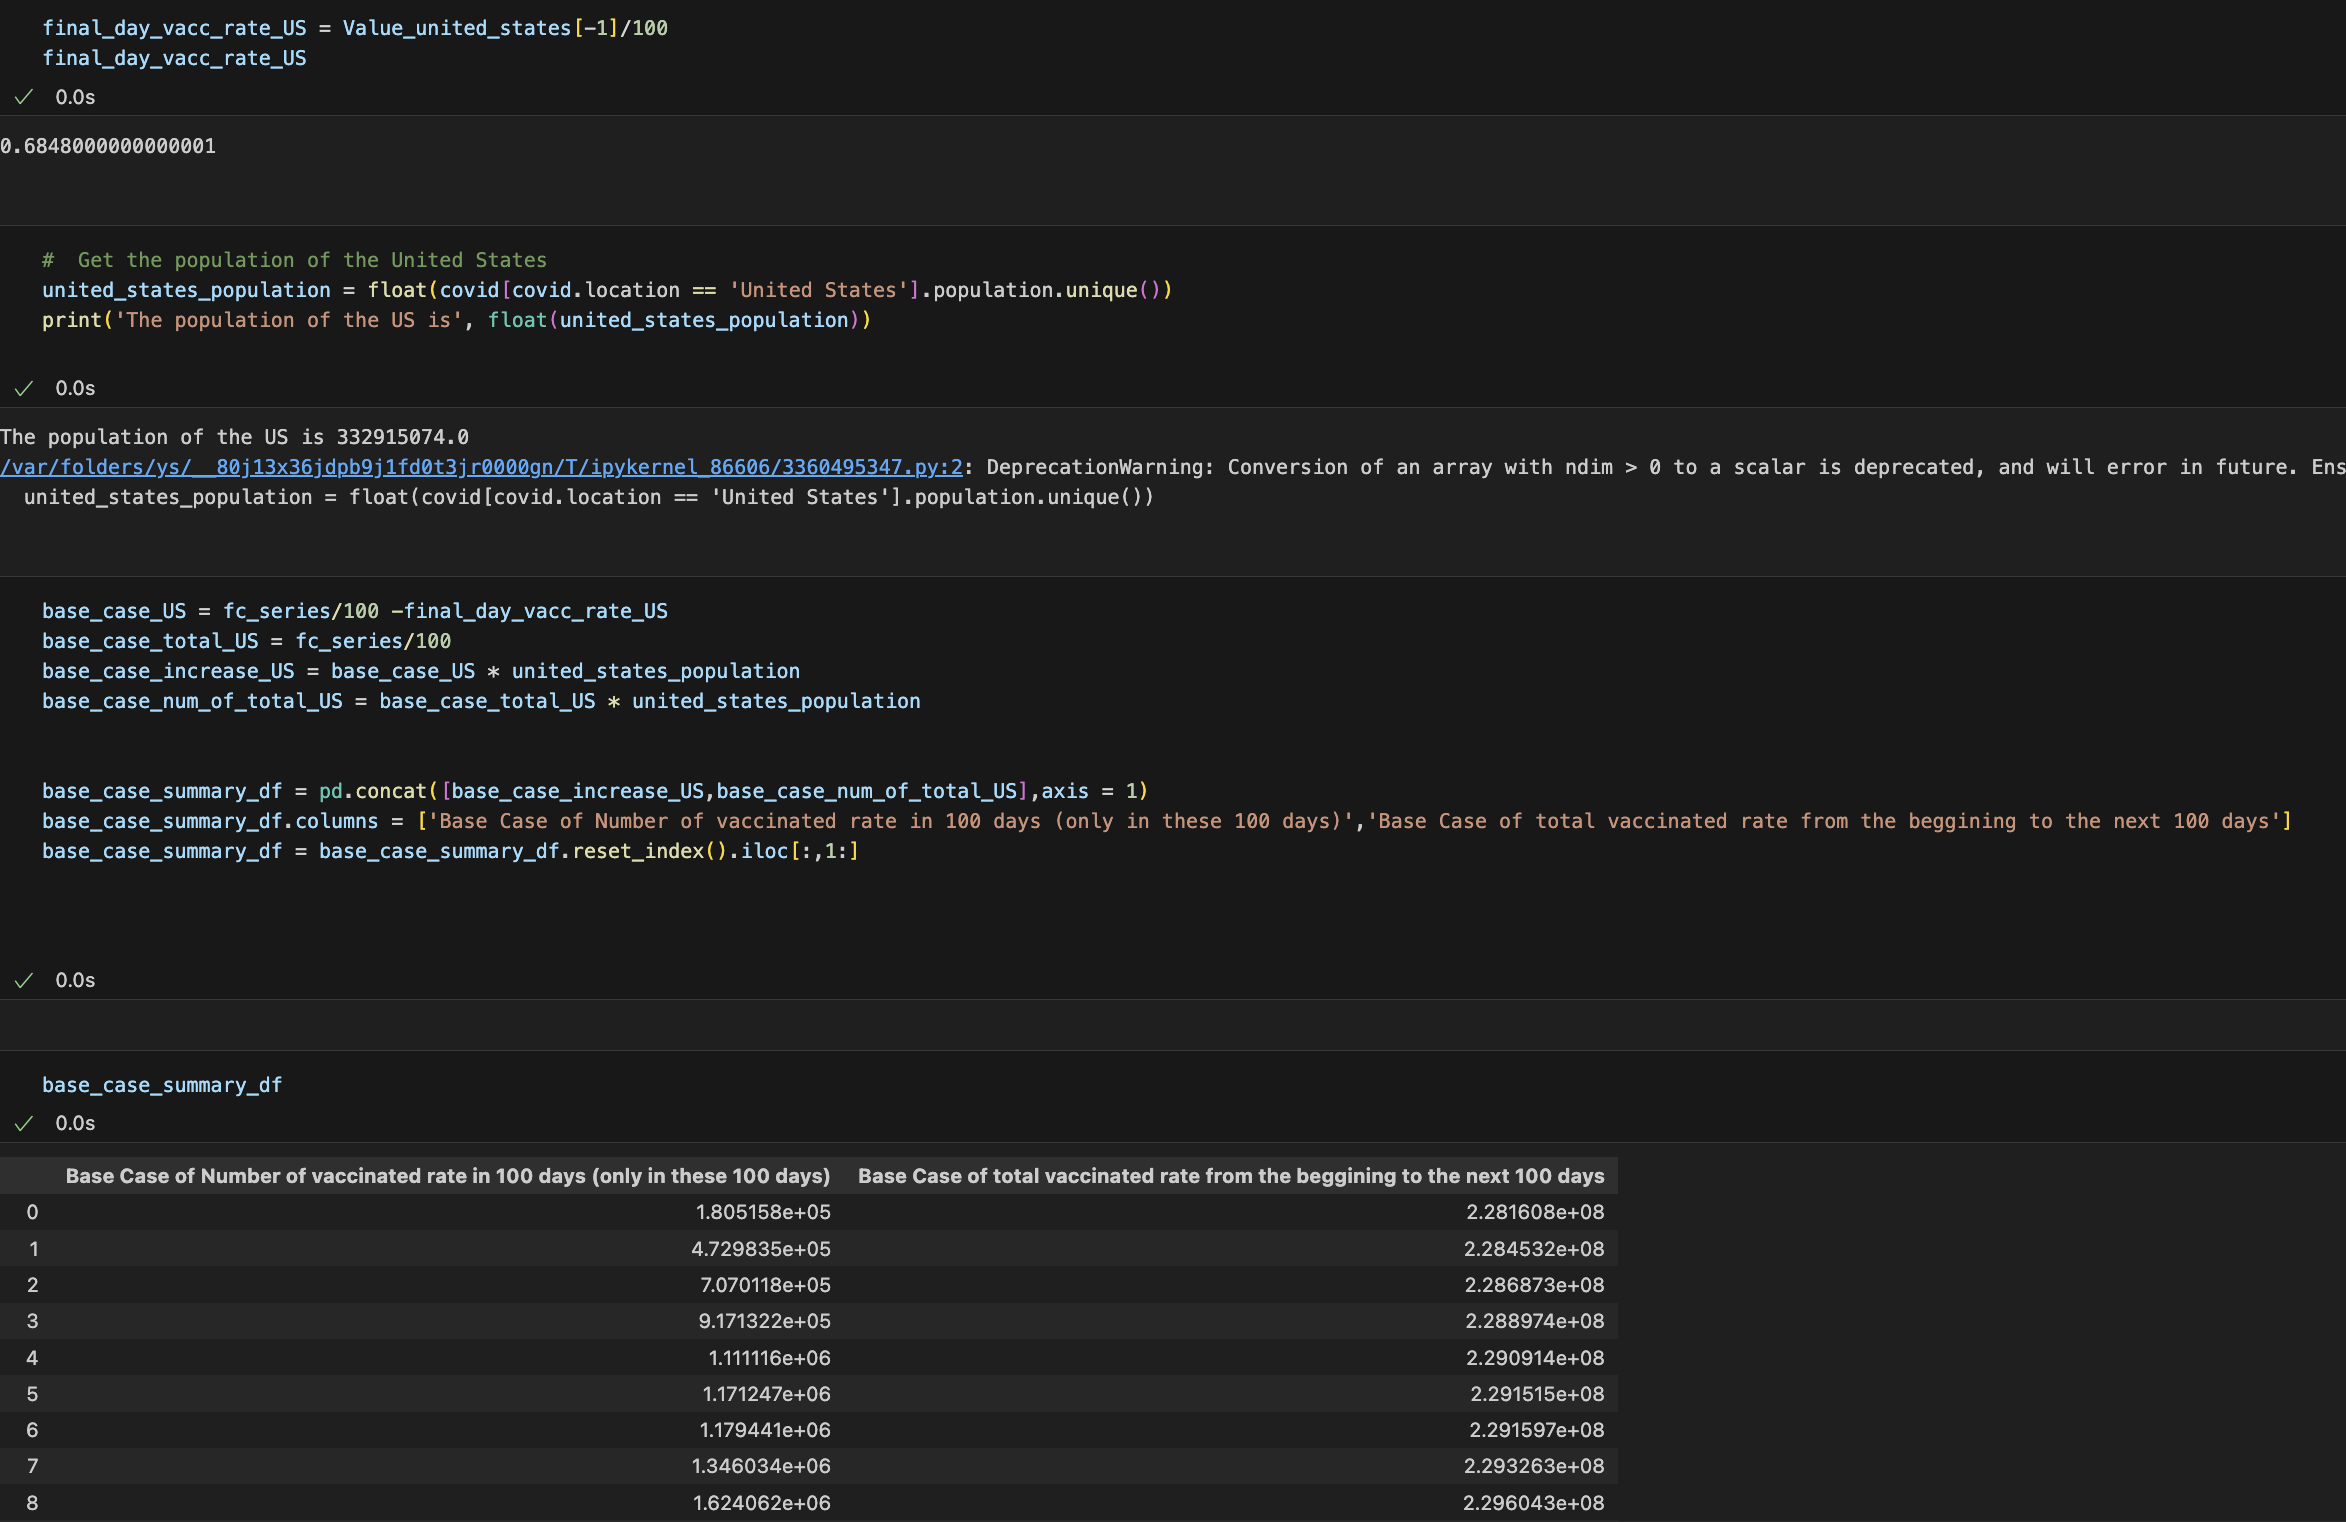 final_day_vacc_rate_US = Value_united_states[-1]/100
final_day_vacc_rate_US
0.0s
0.6848000000000001
#  Get the population of the United States
united_states_population = float(covid[covid.location == 'United States'].population.unique())
print('The population of the US is', float(united_states_population))
0.0s
The population of the US is 332915074.0
/var/folders/ys/__80j13x36jdpb9j1fd0t3jr0000gn/T/ipykernel_86606/3360495347.py:2: DeprecationWarning: Conversion of an array with ndim > 0 to a scalar is deprecated, and will error in future. Ens
  united_states_population = float(covid[covid.location == 'United States'].population.unique())
base_case_US = fc_series/100 -final_day_vacc_rate_US
base_case_total_US = fc_series/100
base_case_increase_US = base_case_US * united_states_population
base_case_num_of_total_US = base_case_total_US * united_states_population
base_case_summary_df = pd.concat([base_case_increase_US,base_case_num_of_total_US],axis = 1)
base_case_summary_df.columns = ['Base Case of Number of vaccinated rate in 100 days (only in these 100 days)','Base Case of total vaccinated rate from the beggining to the next 100 days']
base_case_summary_df = base_case_summary_df.reset_index().iloc[:,1:]
0.0s
base_case_summary_df
0.0s
Base Case of Number of vaccinated rate in 100 days (only in these 100 days) Base Case of total vaccinated rate from the beggining to the next 100 days
0 1.805158e+05 2.281608e+08
1 4.729835e+05 2.284532e+08
2 7.070118e+05 2.286873e+08
3 9.171322e+05 2.288974e+08
4 1.111116e+06 2.290914e+08
5 1.171247e+06 2.291515e+08
6 1.179441e+06 2.291597e+08
7 1.346034e+06 2.293263e+08
8 1.624062e+06 2.296043e+08